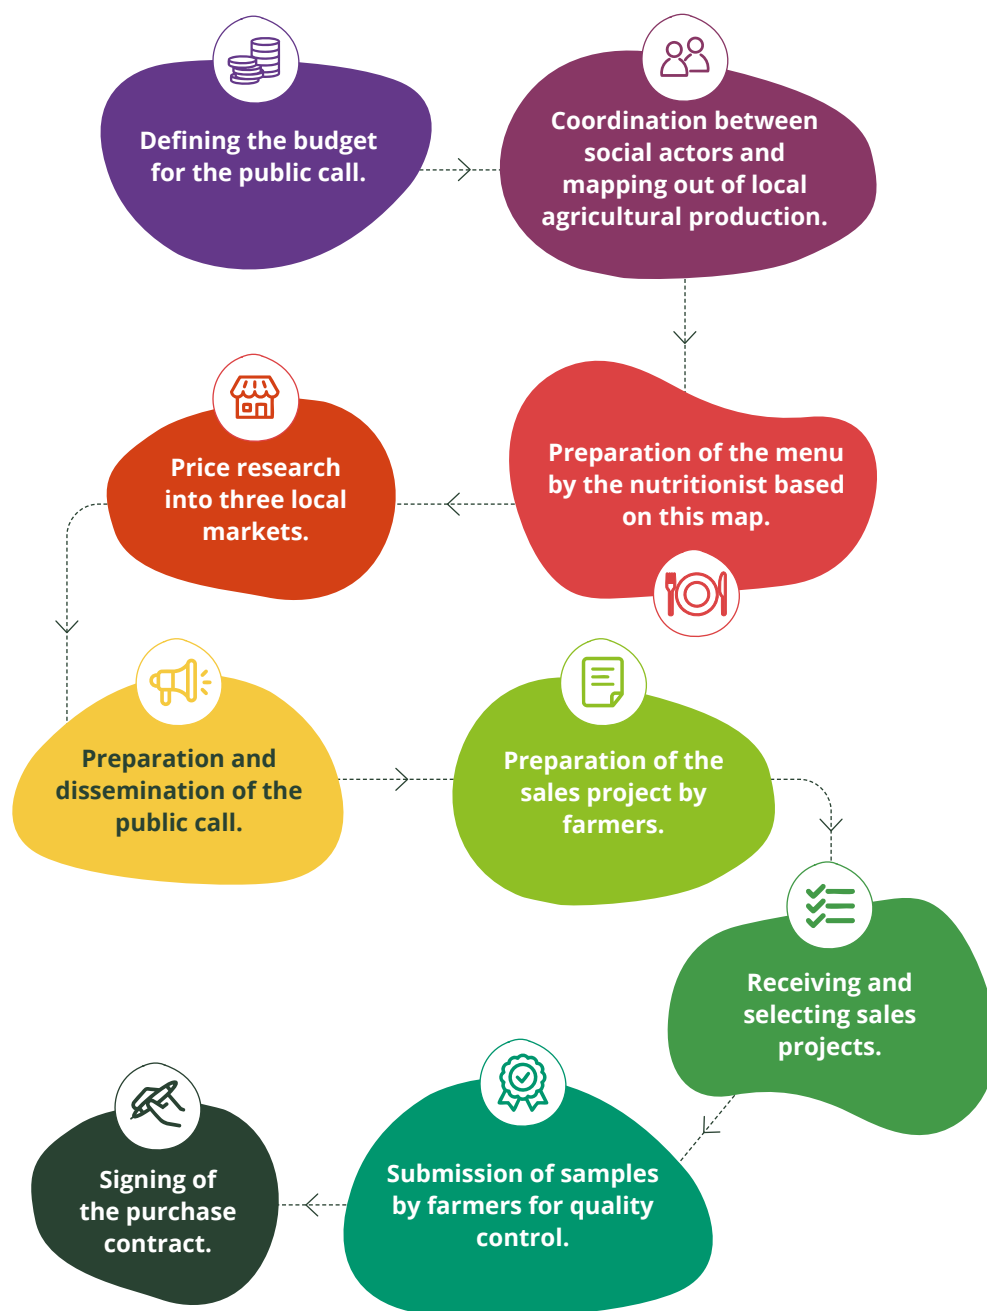 Defining the budget
for the public call.
Coordination between
social actors and
mapping out of local
agricultural production.
Preparation of the menu
by the nutritionist based
on this map.
Price research
into three local
markets.
Preparation and
dissemination of the
public call.
Preparation of the
sales project by
farmers.
Receiving and
selecting sales
projects.
Submission of samples
by farmers for quality
control.
Signing of
the purchase
contract.